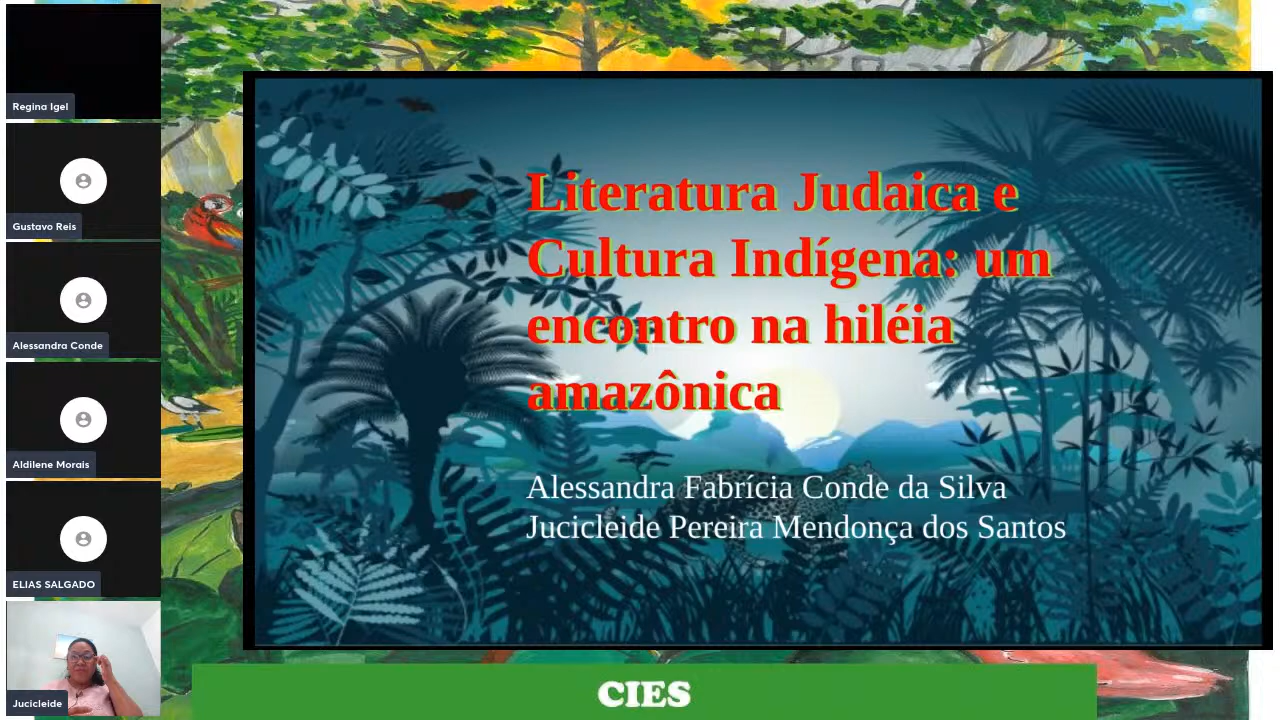 Regina Igel
Gustavo Reis
Alessandra Conde
Aldilene Morais
ELIAS SALGADO
Jucicleide
Literatura Judaica e
Cultura Indígena: um
encontro na hiléia
amazônica
Alessandra Fabrícia Conde da Silva
Jucicleide Pereira Mendonça dos Santos
CIES